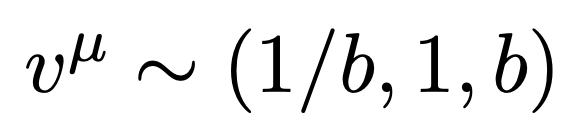 v^μ ∼ (1/b, 1, b)